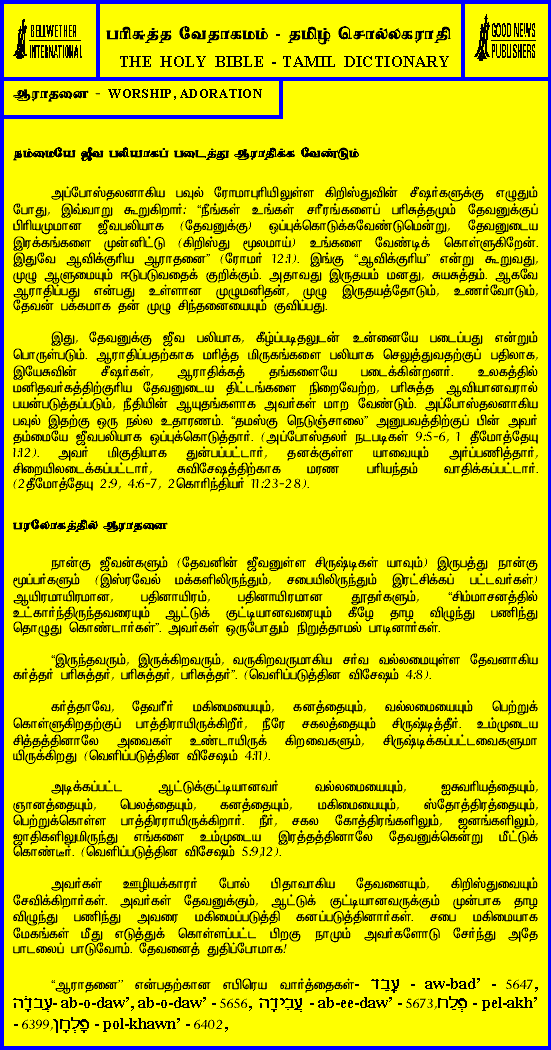 BELLWETHER
INTERNATIONAL
பரிசுத்த வேதாகமம் - தமிழ் சொல்லகராதி
THE HOLY BIBLE - TAMIL DICTIONARY
GOOD NEWS
PUBLISHERS
ஆராதனை - WORSHIP, ADORATION
நம்மையே ஜீவ பலியாகப் படைத்து ஆராதிக்க வேண்டும்
அப்போஸ்தலனாகிய பவுல் ரோமாபுரியிலுள்ள கிறிஸ்துவின் சீஷர்களுக்கு எழுதும்
போது, இவ்வாறு கூறுகிறார்: “நீங்கள் உங்கள் சரீரங்களைப் பரிசுத்தமும் தேவனுக்குப்
பிரியமுமான ஜீவபலியாக (தேவனுக்கு) ஒப்புக்கொடுக்கவேண்டுமென்று, தேவனுடைய
இரக்கங்களை முன்னிட்டு (கிறிஸ்து மூலமாய்) உங்களை வேண்டிக் கொள்ளுகிறேன்.
இதுவே ஆவிக்குரிய ஆராதனை” (ரோமர் 12:1). இங்கு “ஆவிக்குரிய” என்று கூறுவது,
முழு ஆளுமையும் ஈடுபடுவதைக் குறிக்கும். அதாவது இருதயம் மனது, சுயசுத்தம். ஆகவே
ஆராதிப்பது என்பது உள்ளான முழுமனிதன், முழு இருதயத்தோடும், உணர்வோடும்,
தேவன் பக்கமாக தன் முழு சிந்தனையையும் குவிப்பது.
இது, தேவனுக்கு ஜீவ பலியாக, கீழ்ப்படிதலுடன் உன்னையே படைப்பது என்றும்
பொருள்படும். ஆராதிப்பதற்காக மரித்த மிருகங்களை பலியாக செலுத்துவதற்குப் பதிலாக,
இயேசுவின் சீஷர்கள், ஆராதிக்கத் தங்களையே படைக்கின்றனர். உலகத்தில்
மனிதவர்கத்திற்குரிய தேவனுடைய திட்டங்களை நிறைவேற்ற, பரிசுத்த ஆவியானவரால்
பயன்படுத்தப்படும், நீதியின் ஆயுதங்களாக அவர்கள் மாற வேண்டும். அப்போஸ்தலனாகிய
பவுல் இதற்கு ஒரு நல்ல உதாரணம். “தமஸ்கு நெடுஞ்சாலை” அனுபவத்திற்குப் பின் அவர்
தம்மையே ஜீவபலியாக ஒப்புக்கொடுத்தார். (அப்போஸ்தலர் நடபடிகள் 9:5-6, 1 தீமோத்தேயு
1:12). அவர் மிகுதியாக துன்பப்பட்டார், தனக்குள்ள யாவையும் அர்ப்பணித்தார்,
சிறையிலடைக்கப்பட்டார், சுவிசேஷத்திற்காக மரண பரியந்தம் வாதிக்கப்பட்டார்.
(2தீமோத்தேயு 2:9, 4:6-7, 2கொரிந்தியர் 11:23-28).
பரலோகத்தில் ஆராதனை
நான்கு ஜீவன்களும் (தேவனின் ஜீவனுள்ள சிருஷ்டிகள் யாவும்) இருபத்து நான்கு
மூப்பர்களும் (இஸ்ரவேல் மக்களிலிருந்தும், சபையிலிருந்தும் இரட்சிக்கப் பட்டவர்கள்)
ஆயிரமாயிரமான, பதினாயிரம், பதினாயிரமான தூதர்களும், “சிம்மாசனத்தில்
உட்கார்ந்திருந்தவரையும் ஆட்டுக் குட்டியானவரையும் கீழே தாழ விழுந்து பணிந்து
தொழுது கொண்டார்கள்”. அவர்கள் ஒருபோதும் நிறுத்தாமல் பாடினார்கள்.
“இருந்தவரும், இருக்கிறவரும், வருகிறவருமாகிய சர்வ வல்லமையுள்ள தேவனாகிய
கர்த்தர் பரிசுத்தர், பரிசுத்தர், பரிசுத்தர்”. (வெளிப்படுத்தின விசேஷம் 4:8).
கர்த்தாவே, தேவரீர் மகிமையையும், கனத்தையும், வல்லமையையும் பெற்றுக்
கொள்ளுகிறதற்குப் பாத்திராயிருக்கிறீர், நீரே சகலத்தையும் சிருஷ்டித்தீர். உம்முடைய
சித்தத்தினாலே அவைகள் உண்டாயிருக் கிறவைகளும், சிருஷ்டிக்கப்பட்டவைகளுமா
யிருக்கிறது (வெளிப்படுத்தின விசேஷம் 4:11).
அடிக்கப்பட்ட ஆட்டுக்குட்டியானவர் வல்லமையையும், ஐசுவரியத்தையும்,
ஞானத்தையும், பெலத்தையும், கனத்தையும், மகிமையையும், ஸ்தோத்திரத்தையும்,
பெற்றுக்கொள்ள பாத்திரராயிருக்கிறார். நீர், சகல கோத்திரங்களிலும், ஜனங்களிலும்,
ஜாதிகளிலுமிருந்து எங்களை உம்முடைய இரத்தத்தினாலே தேவனுக்கென்று மீட்டுக்
கொண்டீர். (வெளிப்படுத்தின விசேஷம் 5:9,12).
அவர்கள் ஊழியக்காரர் போல் பிதாவாகிய தேவனையும், கிறிஸ்துவையும்
சேவிக்கிறார்கள். அவர்கள் தேவனுக்கும், ஆட்டுக் குட்டியானவருக்கும் முன்பாக தாழ
விழுந்து பணிந்து அவரை மகிமைப்படுத்தி கனப்படுத்தினார்கள். சபை மகிமையாக
மேகங்கள் மீது எடுத்துக் கொள்ளப்பட்ட பிறகு நாமும் அவர்களோடு சேர்ந்து அதே
பாடலைப் பாடுவோம். தேவனைத் துதிப்போமாக!
“ஆராதனை” என்பதற்கான எபிரெய வார்த்தைகள்- עָבַד - aw-bad’ - 5647,
עֲבוֹדָה- ab-o-daw’, ab-o-daw’ - 5656, עֲבִידָה - ab-ee-daw’ - 5673,פְּלַח - pel-akh’
- 6399,פָּלְחָן - pol-khawn’ - 6402,